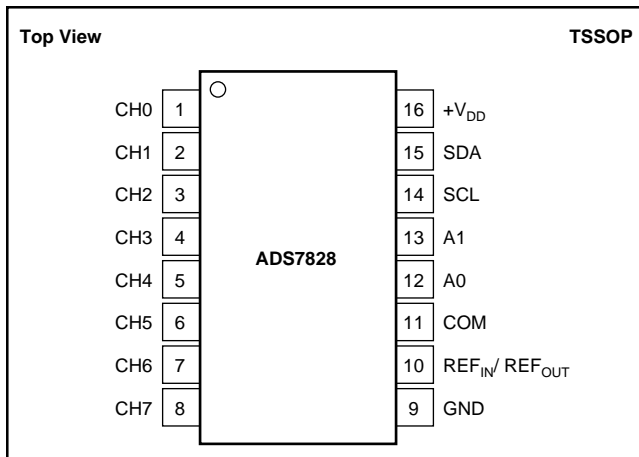 Top View TSSOP
CH0 1 16 +VDD
CH1 2 15 SDA
CH2 3 14 SCL
CH3 4 13 A1
ADS7828
CH4 5 12 A0
CH5 6 11 COM
CH6 7 10 REFIN/ REFOUT
CH7 8 9 GND